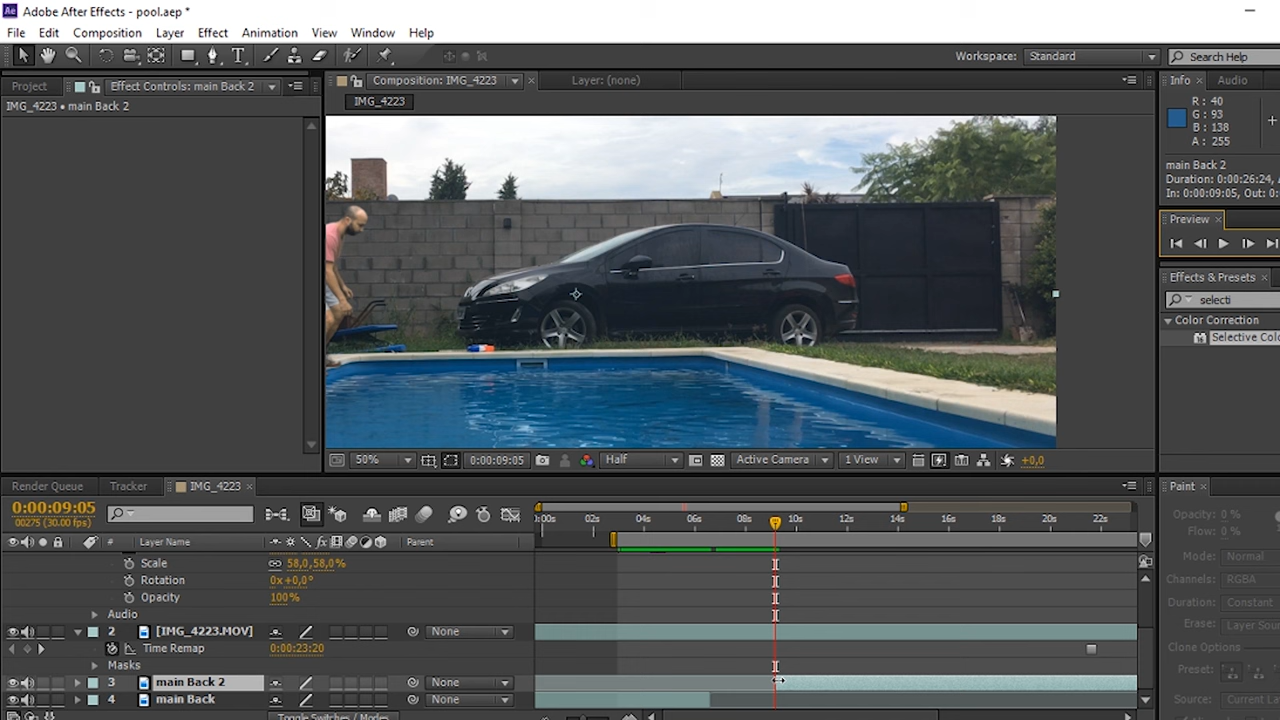 Ae Adobe After Effects - pool.aep *
File Edit Composition Layer Effect Animation View Window Help
Workspace: Standard Search Help
Project Effect Controls: main Back 2 Composition: IMG_4223 Layer: (none) Info Audio
IMG_4223 • main Back 2 IMG_4223
R: 40
G: 93
B: 138
A: 255
main Back 2
Duration: 0:00:26:24,
In: 0:00:09:05, Out: 0:
Preview
Effects & Presets
selecti
Color Correction
Selective Colo
50% 0:00:09:05 Half Active Camera 1 View +0,0
Render Queue Tracker IMG_4223 Paint
0:00:09:05
00275 (30.00 fps)
:00s 02s 04s 06s 08s 10s 12s 14s 16s 18s 20s 22s
# Layer Name Parent
Scale 58,0,58,0%
Rotation 0x+0,0°
Opacity 100%
Audio
2 [IMG_4223.MOV] None
Time Remap 0:00:23:20
Masks
3 main Back 2 None
4 main Back None
Toggle Switches / Modes
Opacity: 0 %
Flow: 0 %
Mode: Normal
Channels: RGBA
Duration: Constant
Erase: Layer Sour
Clone Options
Preset:
Source: Current La